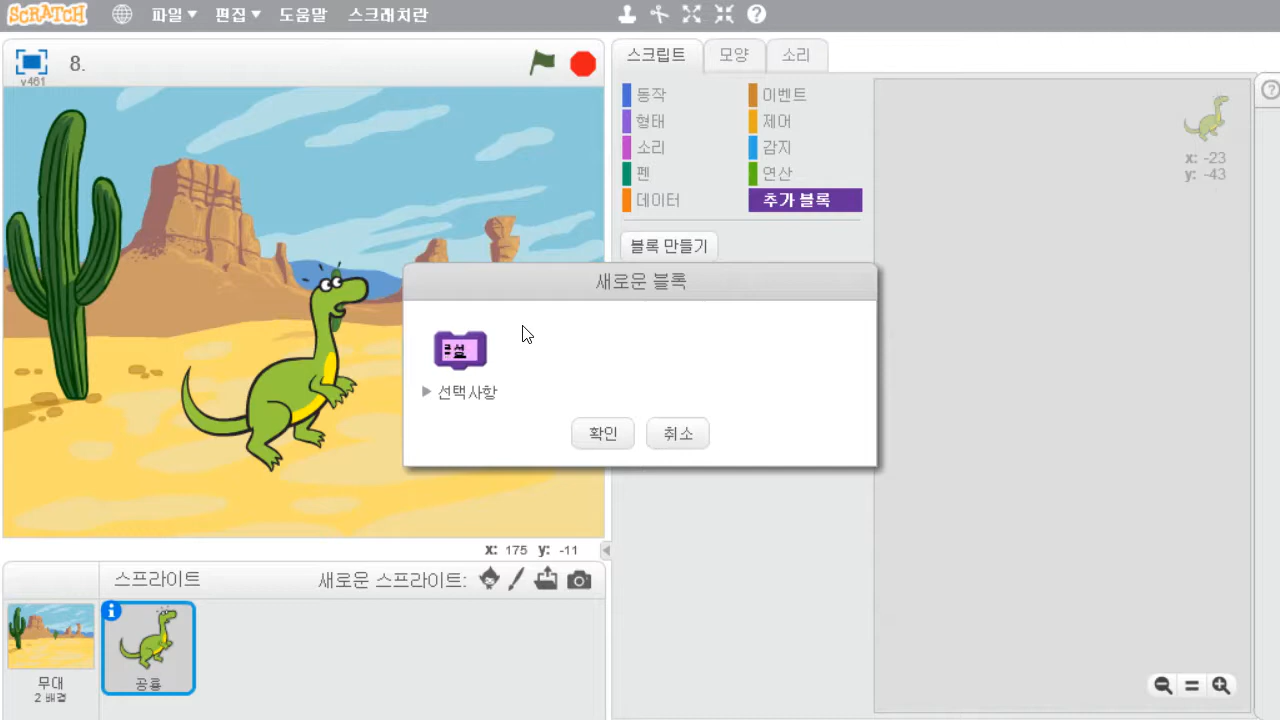 SCRATCH 파일 편집 도움말 스크래치란
8.
v461
스크립트 모양 소리
동작 이벤트
형태 제어
소리 감지
펜 연산
데이터 추가 블록
블록 만들기
x: -23
y: -43
새로운 블록
선택사항
확인 취소
x: 175 y: -11
스프라이트 새로운 스프라이트:
무대
2 배경
공룡